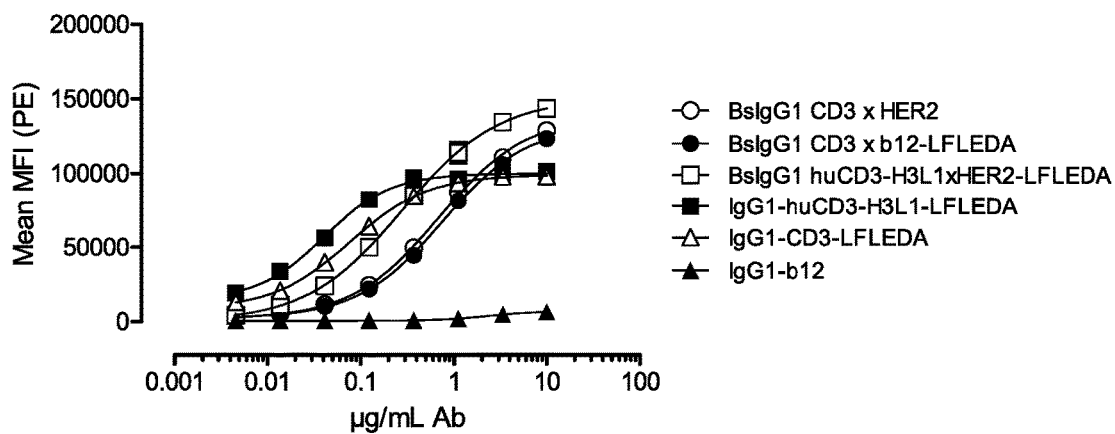 200000
150000
100000
50000
0
Mean MFI (PE)
0.001 0.01 0.1 1 10 100
µg/mL Ab
BsIgG1 CD3 x HER2
BsIgG1 CD3 x b12-LFLEDA
BsIgG1 huCD3-H3L1xHER2-LFLEDA
IgG1-huCD3-H3L1-LFLEDA
IgG1-CD3-LFLEDA
IgG1-b12